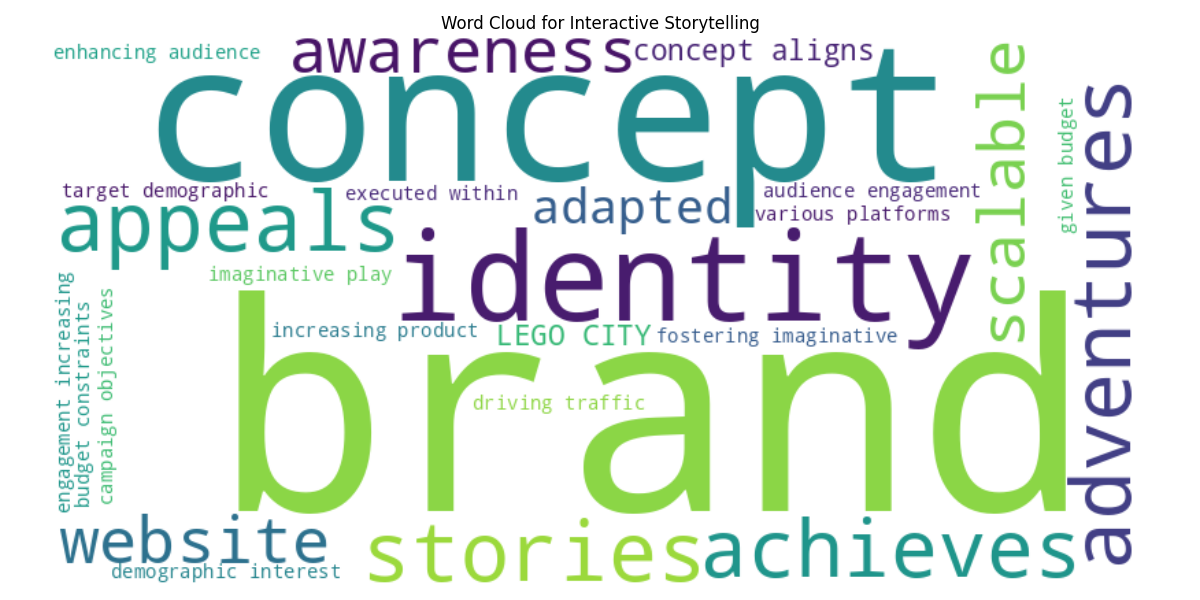 Word Cloud for Interactive Storytelling
enhancing audience
awareness
concept aligns
concept
scalable
given budget
adventures
target demographic
executed within
adapted
audience engagement
various platforms
appeals
identity
imaginative play
engagement increasing
budget constraints
campaign objectives
increasing product
LEGO CITY
fostering imaginative
brand
driving traffic
website
stories
achieves
demographic interest